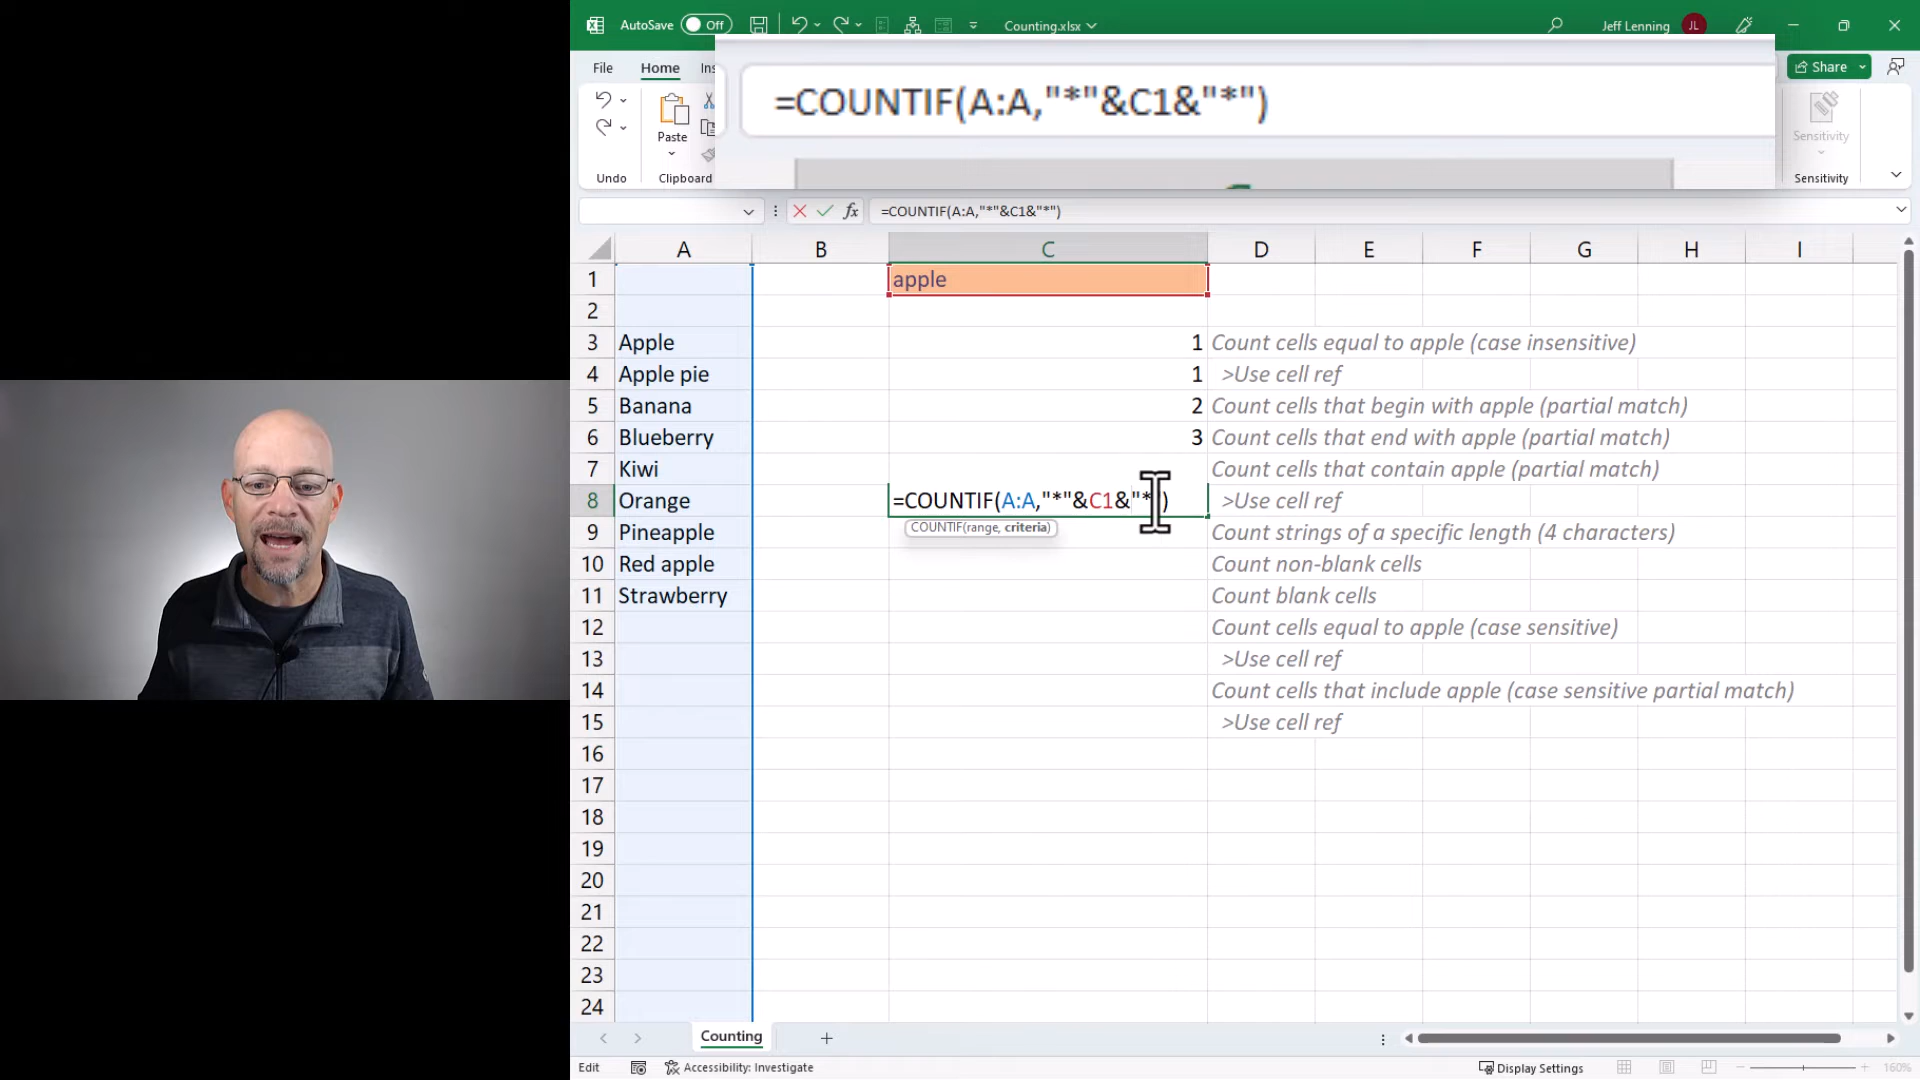 AutoSave Off Counting.xlsx Jeff Lenning JL
File Home Ins Share
=COUNTIF(A:A,"*"&C1&"*")
Paste Sensitivity
Undo Clipboard Sensitivity
fx =COUNTIF(A:A,"*"&C1&"*")
A B C D E F G H I
1 apple
2
3 Apple 1 Count cells equal to apple (case insensitive)
4 Apple pie 1 >Use cell ref
5 Banana 2 Count cells that begin with apple (partial match)
6 Blueberry 3 Count cells that end with apple (partial match)
7 Kiwi Count cells that contain apple (partial match)
8 Orange =COUNTIF(A:A,"*"&C1&"*") >Use cell ref
COUNTIF(range, criteria)
9 Pineapple Count strings of a specific length (4 characters)
10 Red apple Count non-blank cells
11 Strawberry Count blank cells
12 Count cells equal to apple (case sensitive)
13 >Use cell ref
14 Count cells that include apple (case sensitive partial match)
15 >Use cell ref
16
17
18
19
20
21
22
23
24
Counting
Edit Accessibility: Investigate Display Settings 160%